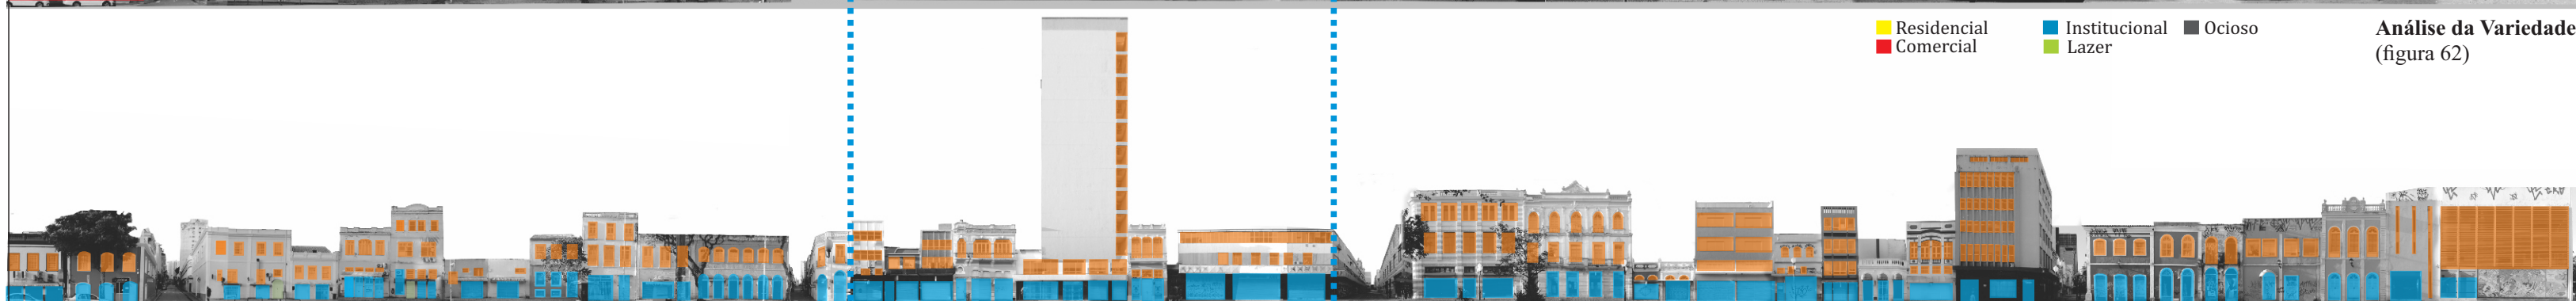 Residencial
Comercial
Institucional
Lazer
Ocioso
Análise da Variedade
(figura 62)